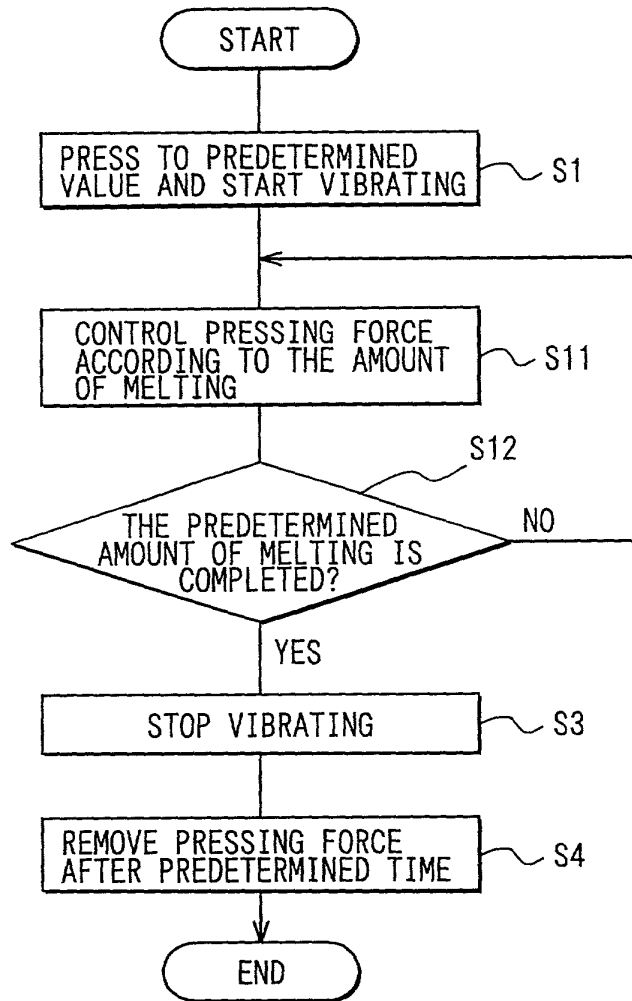 START
PRESS TO PREDETERMINED
VALUE AND START VIBRATING
S1
CONTROL PRESSING FORCE
ACCORDING TO THE AMOUNT
OF MELTING
S11
S12
THE PREDETERMINED
AMOUNT OF MELTING IS
COMPLETED?
NO
YES
STOP VIBRATING
S3
REMOVE PRESSING FORCE
AFTER PREDETERMINED TIME
S4
END